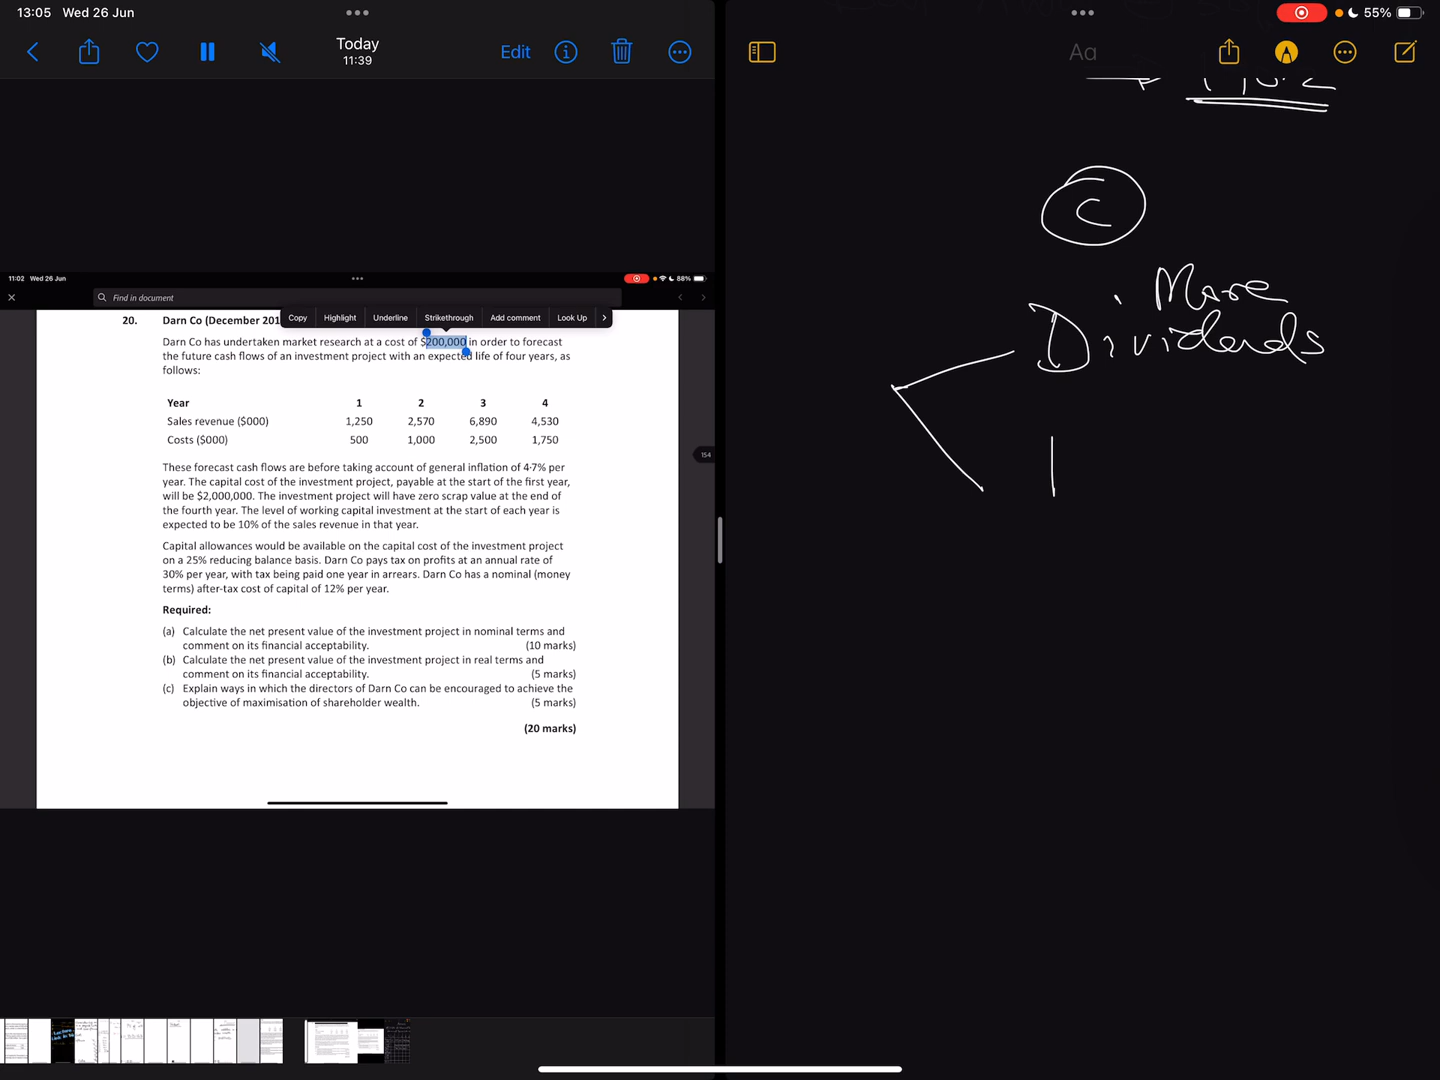 13:05 Wed 26 Jun
55%
Today
11:39
Edit
Aa
11:02 Wed 26 Jun
88%
Find in document
Copy Highlight Underline Strikethrough Add comment Look Up
20. Darn Co (December 201
Darn Co has undertaken market research at a cost of $200,000 in order to forecast
the future cash flows of an investment project with an expected life of four years, as
follows:
Year 1 2 3 4
Sales revenue ($000) 1,250 2,570 6,890 4,530
Costs ($000) 500 1,000 2,500 1,750
154
These forecast cash flows are before taking account of general inflation of 4·7% per
year. The capital cost of the investment project, payable at the start of the first year,
will be $2,000,000. The investment project will have zero scrap value at the end of
the fourth year. The level of working capital investment at the start of each year is
expected to be 10% of the sales revenue in that year.
Capital allowances would be available on the capital cost of the investment project
on a 25% reducing balance basis. Darn Co pays tax on profits at an annual rate of
30% per year, with tax being paid one year in arrears. Darn Co has a nominal (money
terms) after-tax cost of capital of 12% per year.
Required:
(a) Calculate the net present value of the investment project in nominal terms and
comment on its financial acceptability. (10 marks)
(b) Calculate the net present value of the investment project in real terms and
comment on its financial acceptability. (5 marks)
(c) Explain ways in which the directors of Darn Co can be encouraged to achieve the
objective of maximisation of shareholder wealth. (5 marks)
(20 marks)
C
More
Dividends